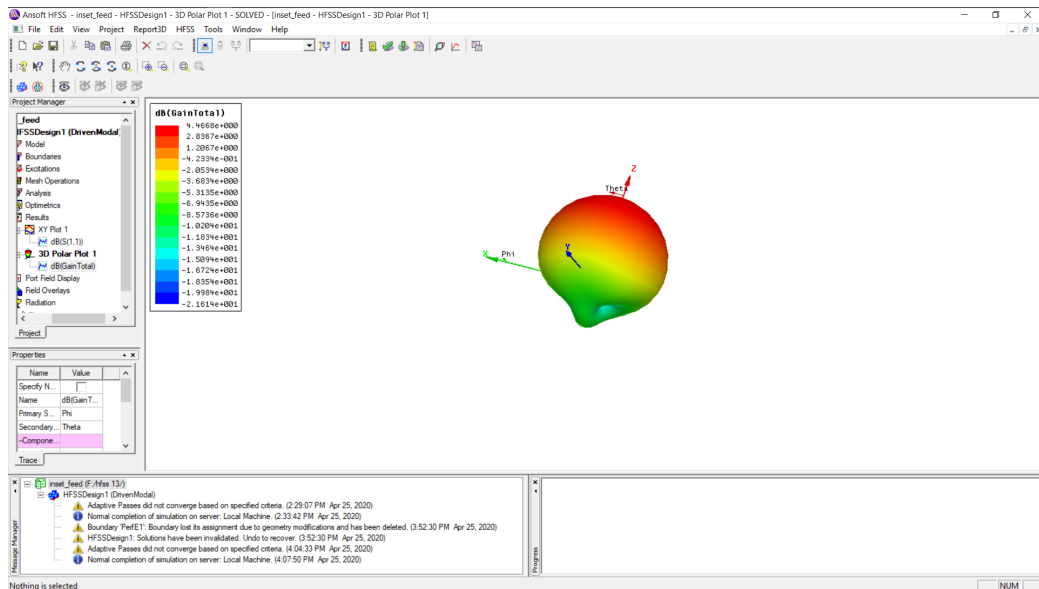 Ansoft HFSS - inset_feed - HFSSDesign1 - 3D Polar Plot 1 - SOLVED - [inset_feed - HFSSDesign1 - 3D Polar Plot 1]
File Edit View Project Report3D HFSS Tools Window Help
Project Manager
_feed
HFSSDesign1 (DrivenModal)
Model
Boundaries
Excitations
Mesh Operations
Analysis
Optimetrics
Results
XY Plot 1
dB(S(1,1))
3D Polar Plot 1
dB(GainTotal)
Port Field Display
Field Overlays
Radiation
Project
Properties
Name Value
Specify N...
Name dB(GainT...
Primary S... Phi
Secondary... Theta
-Compone...
Trace
dB(GainTotal)
4.4668e+000
2.8367e+000
1.2067e+000
-4.2334e-001
-2.0534e+000
-3.6834e+000
-5.3135e+000
-6.9435e+000
-8.5736e+000
-1.0204e+001
-1.1834e+001
-1.3464e+001
-1.5094e+001
-1.6724e+001
-1.8354e+001
-1.9984e+001
-2.1614e+001
Z
Theta
Y
X
Phi
Message Manager
inset_feed (F:/hfss 13/)
HFSSDesign1 (DrivenModal)
Adaptive Passes did not converge based on specified criteria. (2:29:07 PM Apr 25, 2020)
Normal completion of simulation on server: Local Machine. (2:33:42 PM Apr 25, 2020)
Boundary 'PerfE1': Boundary lost its assignment due to geometry modifications and has been deleted. (3:52:30 PM Apr 25, 2020)
HFSSDesign1: Solutions have been invalidated. Undo to recover. (3:52:30 PM Apr 25, 2020)
Adaptive Passes did not converge based on specified criteria. (4:04:33 PM Apr 25, 2020)
Normal completion of simulation on server: Local Machine. (4:07:50 PM Apr 25, 2020)
Progress
Nothing is selected
NUM